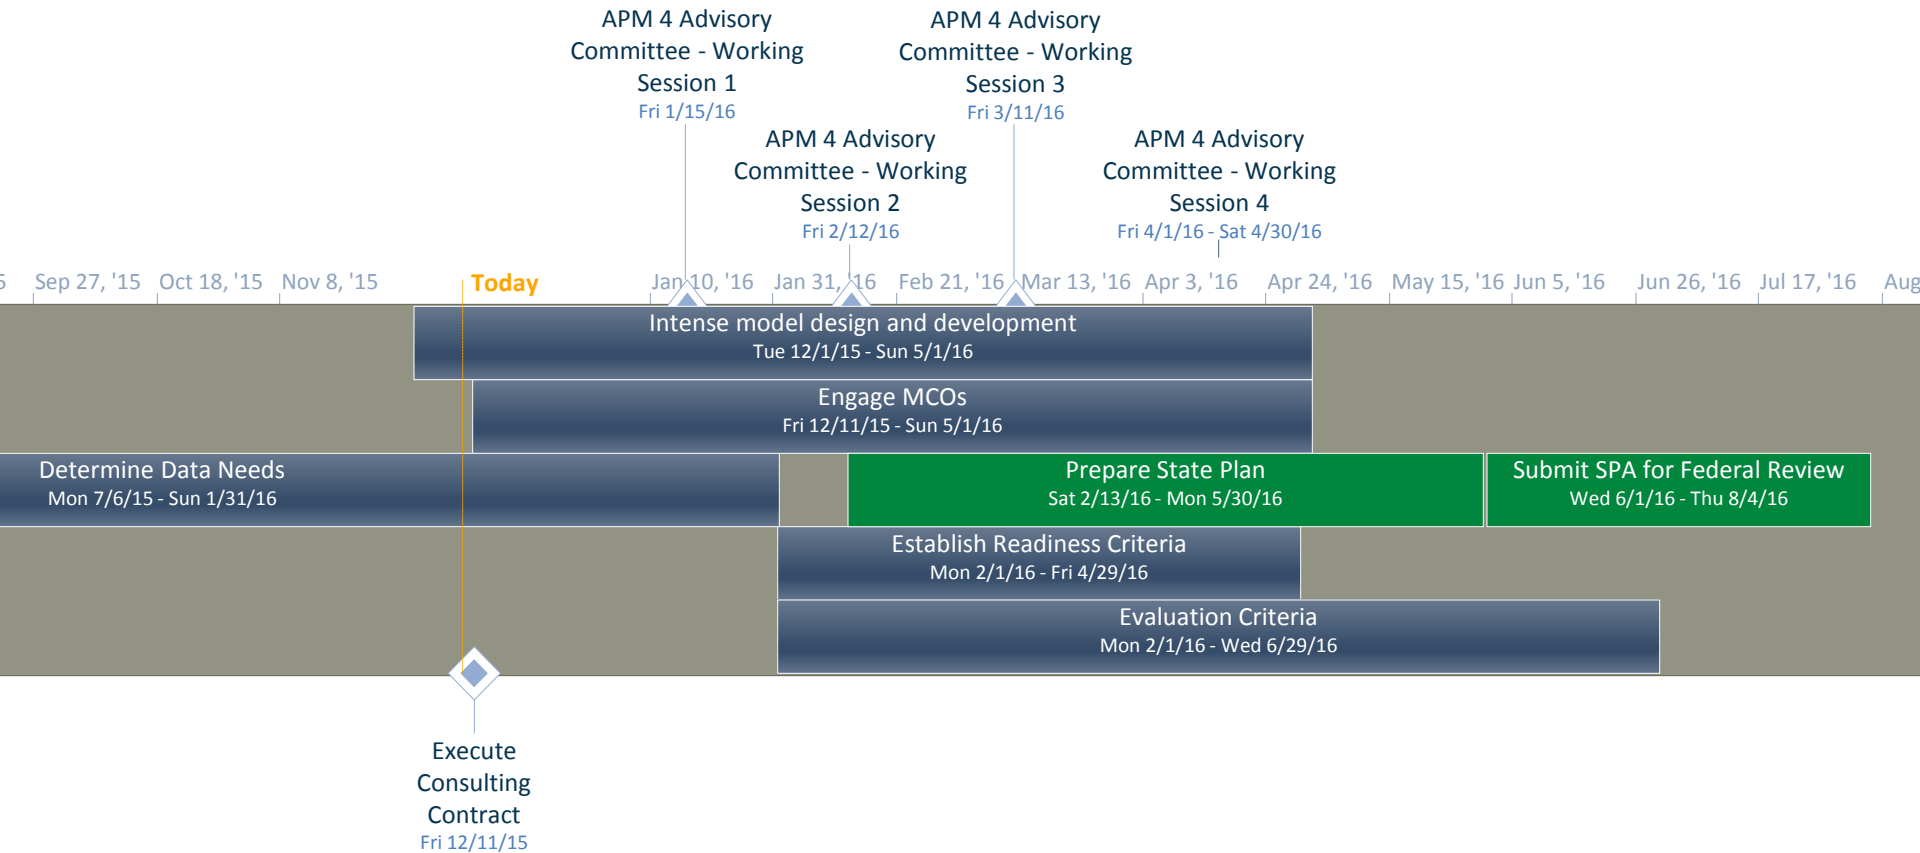 APM 4 Advisory
Committee - Working
Session 1
Fri 1/15/16
APM 4 Advisory
Committee - Working
Session 3
Fri 3/11/16
APM 4 Advisory
Committee - Working
Session 2
Fri 2/12/16
APM 4 Advisory
Committee - Working
Session 4
Fri 4/1/16 - Sat 4/30/16
5 Sep 27, '15 Oct 18, '15 Nov 8, '15 Today Jan 10, '16 Jan 31, '16 Feb 21, '16 Mar 13, '16 Apr 3, '16 Apr 24, '16 May 15, '16 Jun 5, '16 Jun 26, '16 Jul 17, '16 Aug
Intense model design and development
Tue 12/1/15 - Sun 5/1/16
Engage MCOs
Fri 12/11/15 - Sun 5/1/16
Determine Data Needs
Mon 7/6/15 - Sun 1/31/16
Prepare State Plan
Sat 2/13/16 - Mon 5/30/16
Submit SPA for Federal Review
Wed 6/1/16 - Thu 8/4/16
Establish Readiness Criteria
Mon 2/1/16 - Fri 4/29/16
Evaluation Criteria
Mon 2/1/16 - Wed 6/29/16
Execute
Consulting
Contract
Fri 12/11/15